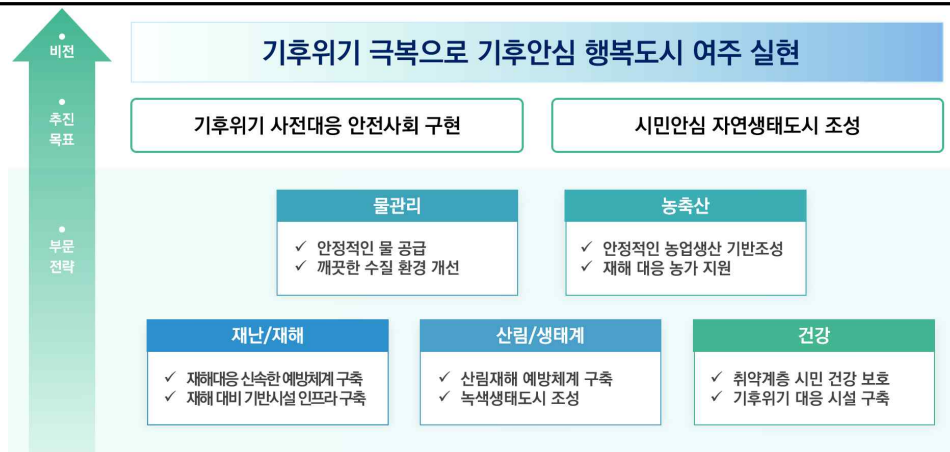 비전
기후위기 극복으로 기후안심 행복도시 여주 실현
추진
목표
기후위기 사전대응 안전사회 구현
시민안심 자연생태도시 조성
부문
전략
물관리
✓ 안정적인 물 공급
✓ 깨끗한 수질 환경 개선
농축산
✓ 안정적인 농업생산 기반조성
✓ 재해 대응 농가 지원
재난/재해
✓ 재해대응 신속한 예방체계 구축
✓ 재해 대비 기반시설 인프라 구축
산림/생태계
✓ 산림재해 예방체계 구축
✓ 녹색생태도시 조성
건강
✓ 취약계층 시민 건강 보호
✓ 기후위기 대응 시설 구축